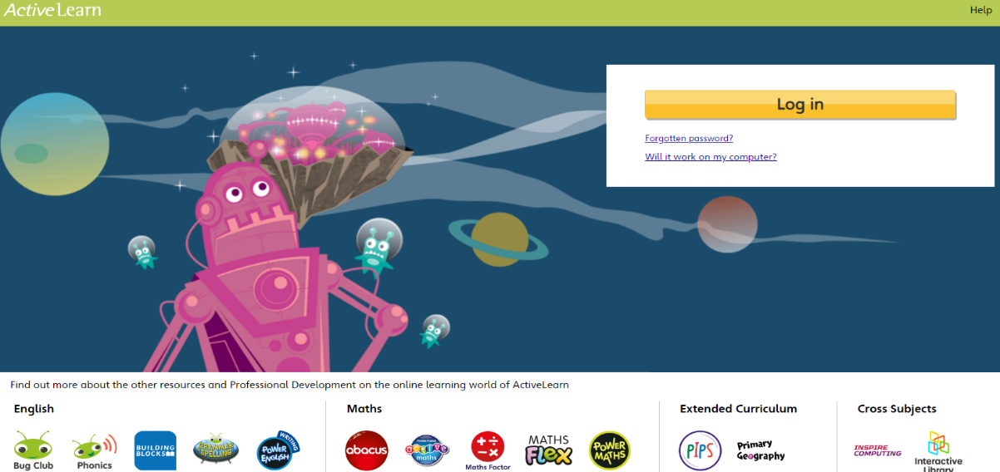 ActiveLearn
Help
Log in
Forgotten password?
Will it work on my computer?
Find out more about the other resources and Professional Development on the online learning world of ActiveLearn
English
Maths
Extended Curriculum
Cross Subjects
Bug Club
Phonics
BUILDING
BLOCKS
GRAMMAR
SPELLING
POWER
ENGLISH
WRITING
abacus
active
maths
Maths Factor
MATHS
FLEX
POWER
MATHS
PIPS
Primary
Geography
INSPIRE
COMPUTING
Interactive
Library